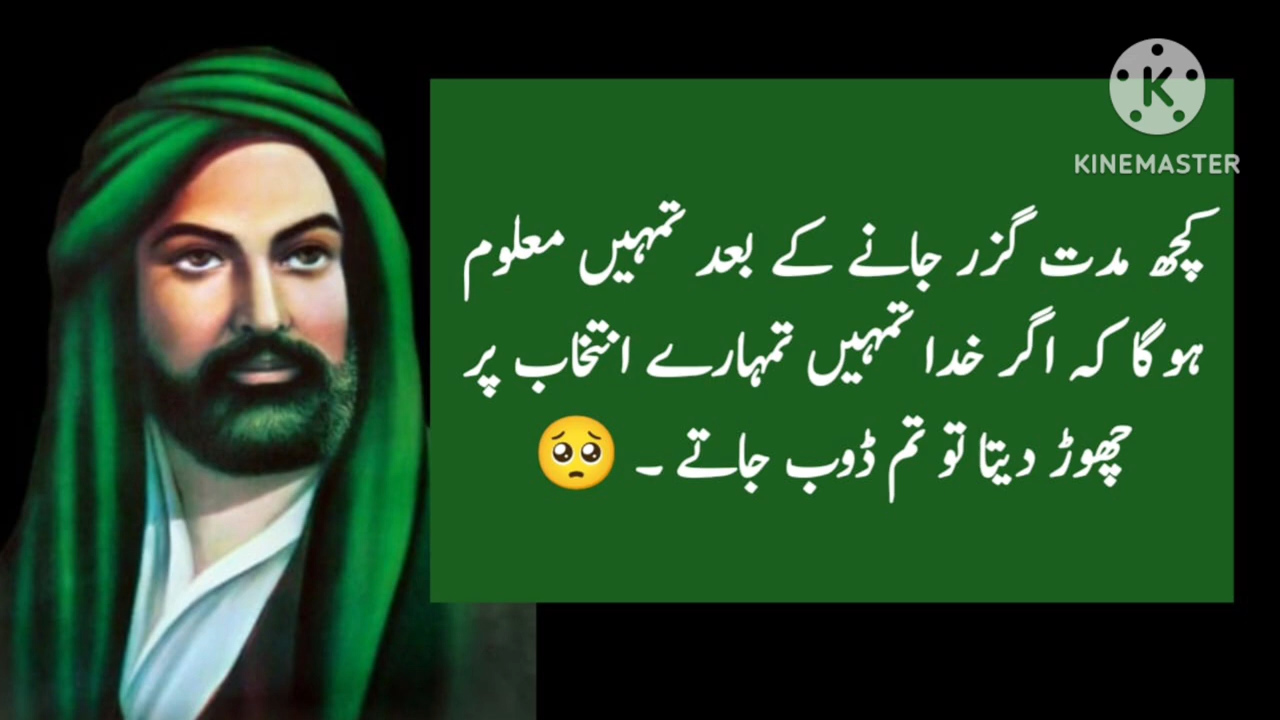 KINEMASTER
کچھ مدت گزر جانے کے بعد تمہیں معلوم
ہو گا کہ اگر خدا تمہیں تمہارے انتخاب پر
چھوڑ دیتا تو تم ڈوب جاتے ۔ 🥺